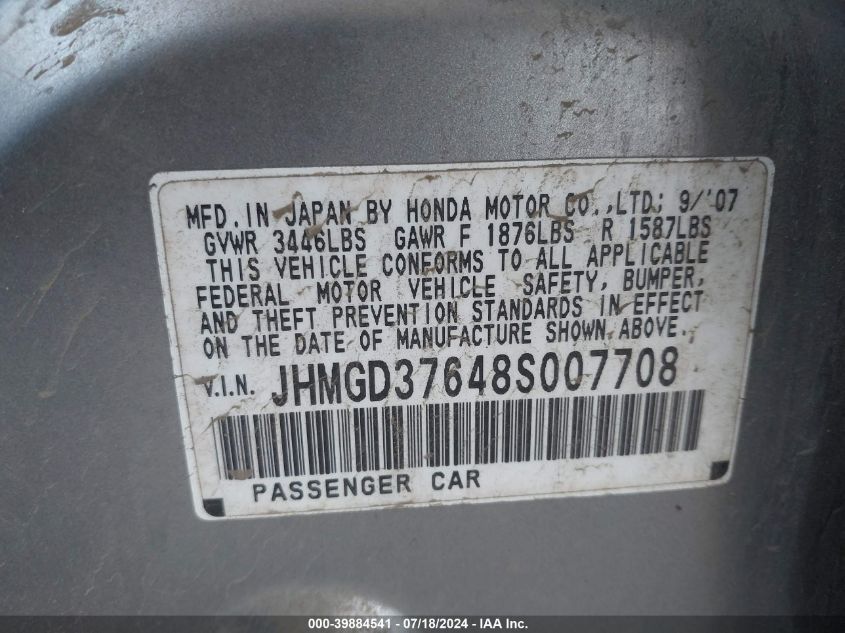 MFD. IN JAPAN BY HONDA MOTOR CO.,LTD; 9/'07
GVWR 3446LBS GAWR F 1876LBS R 1587LBS
THIS VEHICLE CONFORMS TO ALL APPLICABLE
FEDERAL MOTOR VEHICLE SAFETY, BUMPER,
AND THEFT PREVENTION STANDARDS IN EFFECT
ON THE DATE OF MANUFACTURE SHOWN ABOVE.
V.I.N. JHMGD37648S007708
PASSENGER CAR
000-39884541 - 07/18/2024 - IAA Inc.